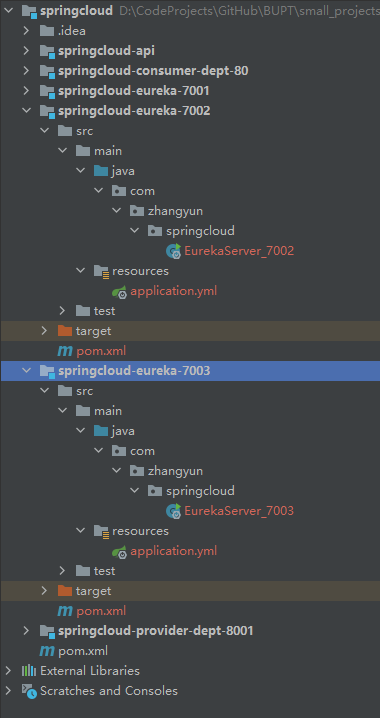 springcloud D:\CodeProjects\GitHub\BUPT\small_projects
.idea
springcloud-api
springcloud-consumer-dept-80
springcloud-eureka-7001
springcloud-eureka-7002
src
main
java
com
zhangyun
springcloud
EurekaServer_7002
resources
application.yml
test
target
pom.xml
springcloud-eureka-7003
src
main
java
com
zhangyun
springcloud
EurekaServer_7003
resources
application.yml
test
target
pom.xml
springcloud-provider-dept-8001
pom.xml
External Libraries
Scratches and Consoles